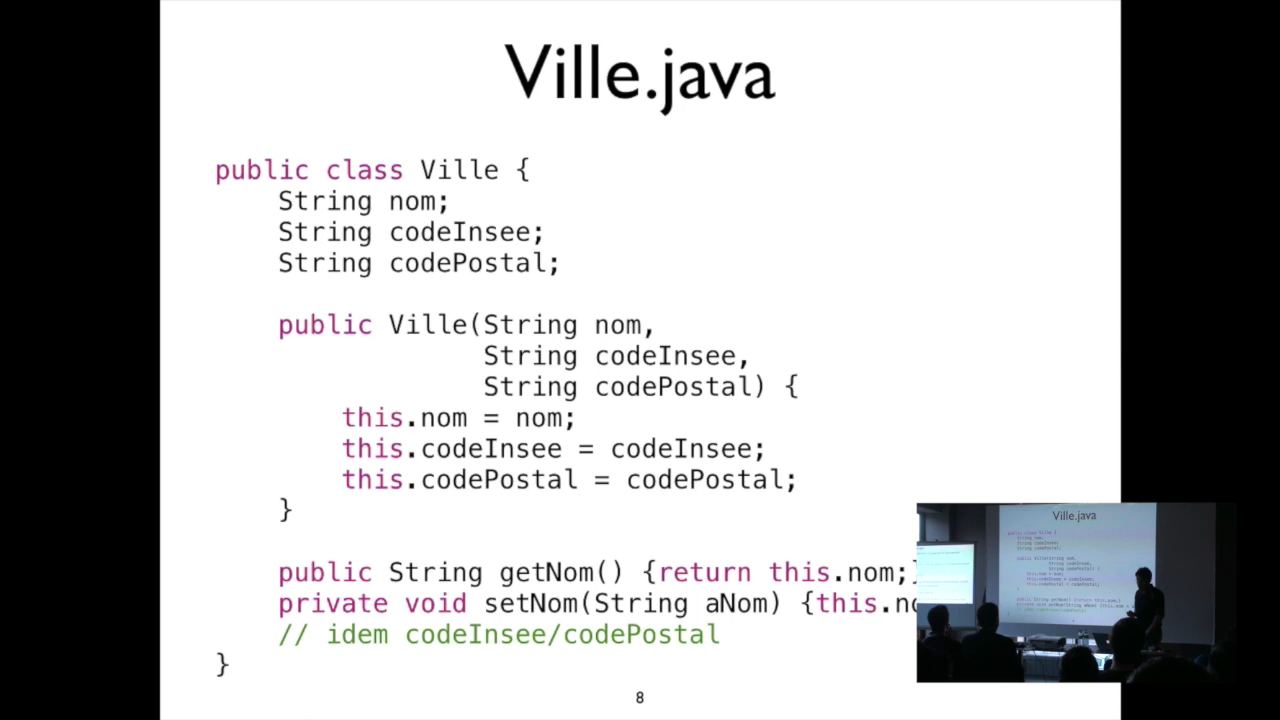 Ville.java
public class Ville {
String nom;
String codeInsee;
String codePostal;
public Ville(String nom,
String codeInsee,
String codePostal) {
this.nom = nom;
this.codeInsee = codeInsee;
this.codePostal = codePostal;
}
public String getNom() {return this.nom;}
private void setNom(String aNom) {this.no
// idem codeInsee/codePostal
}
8
Ville.java